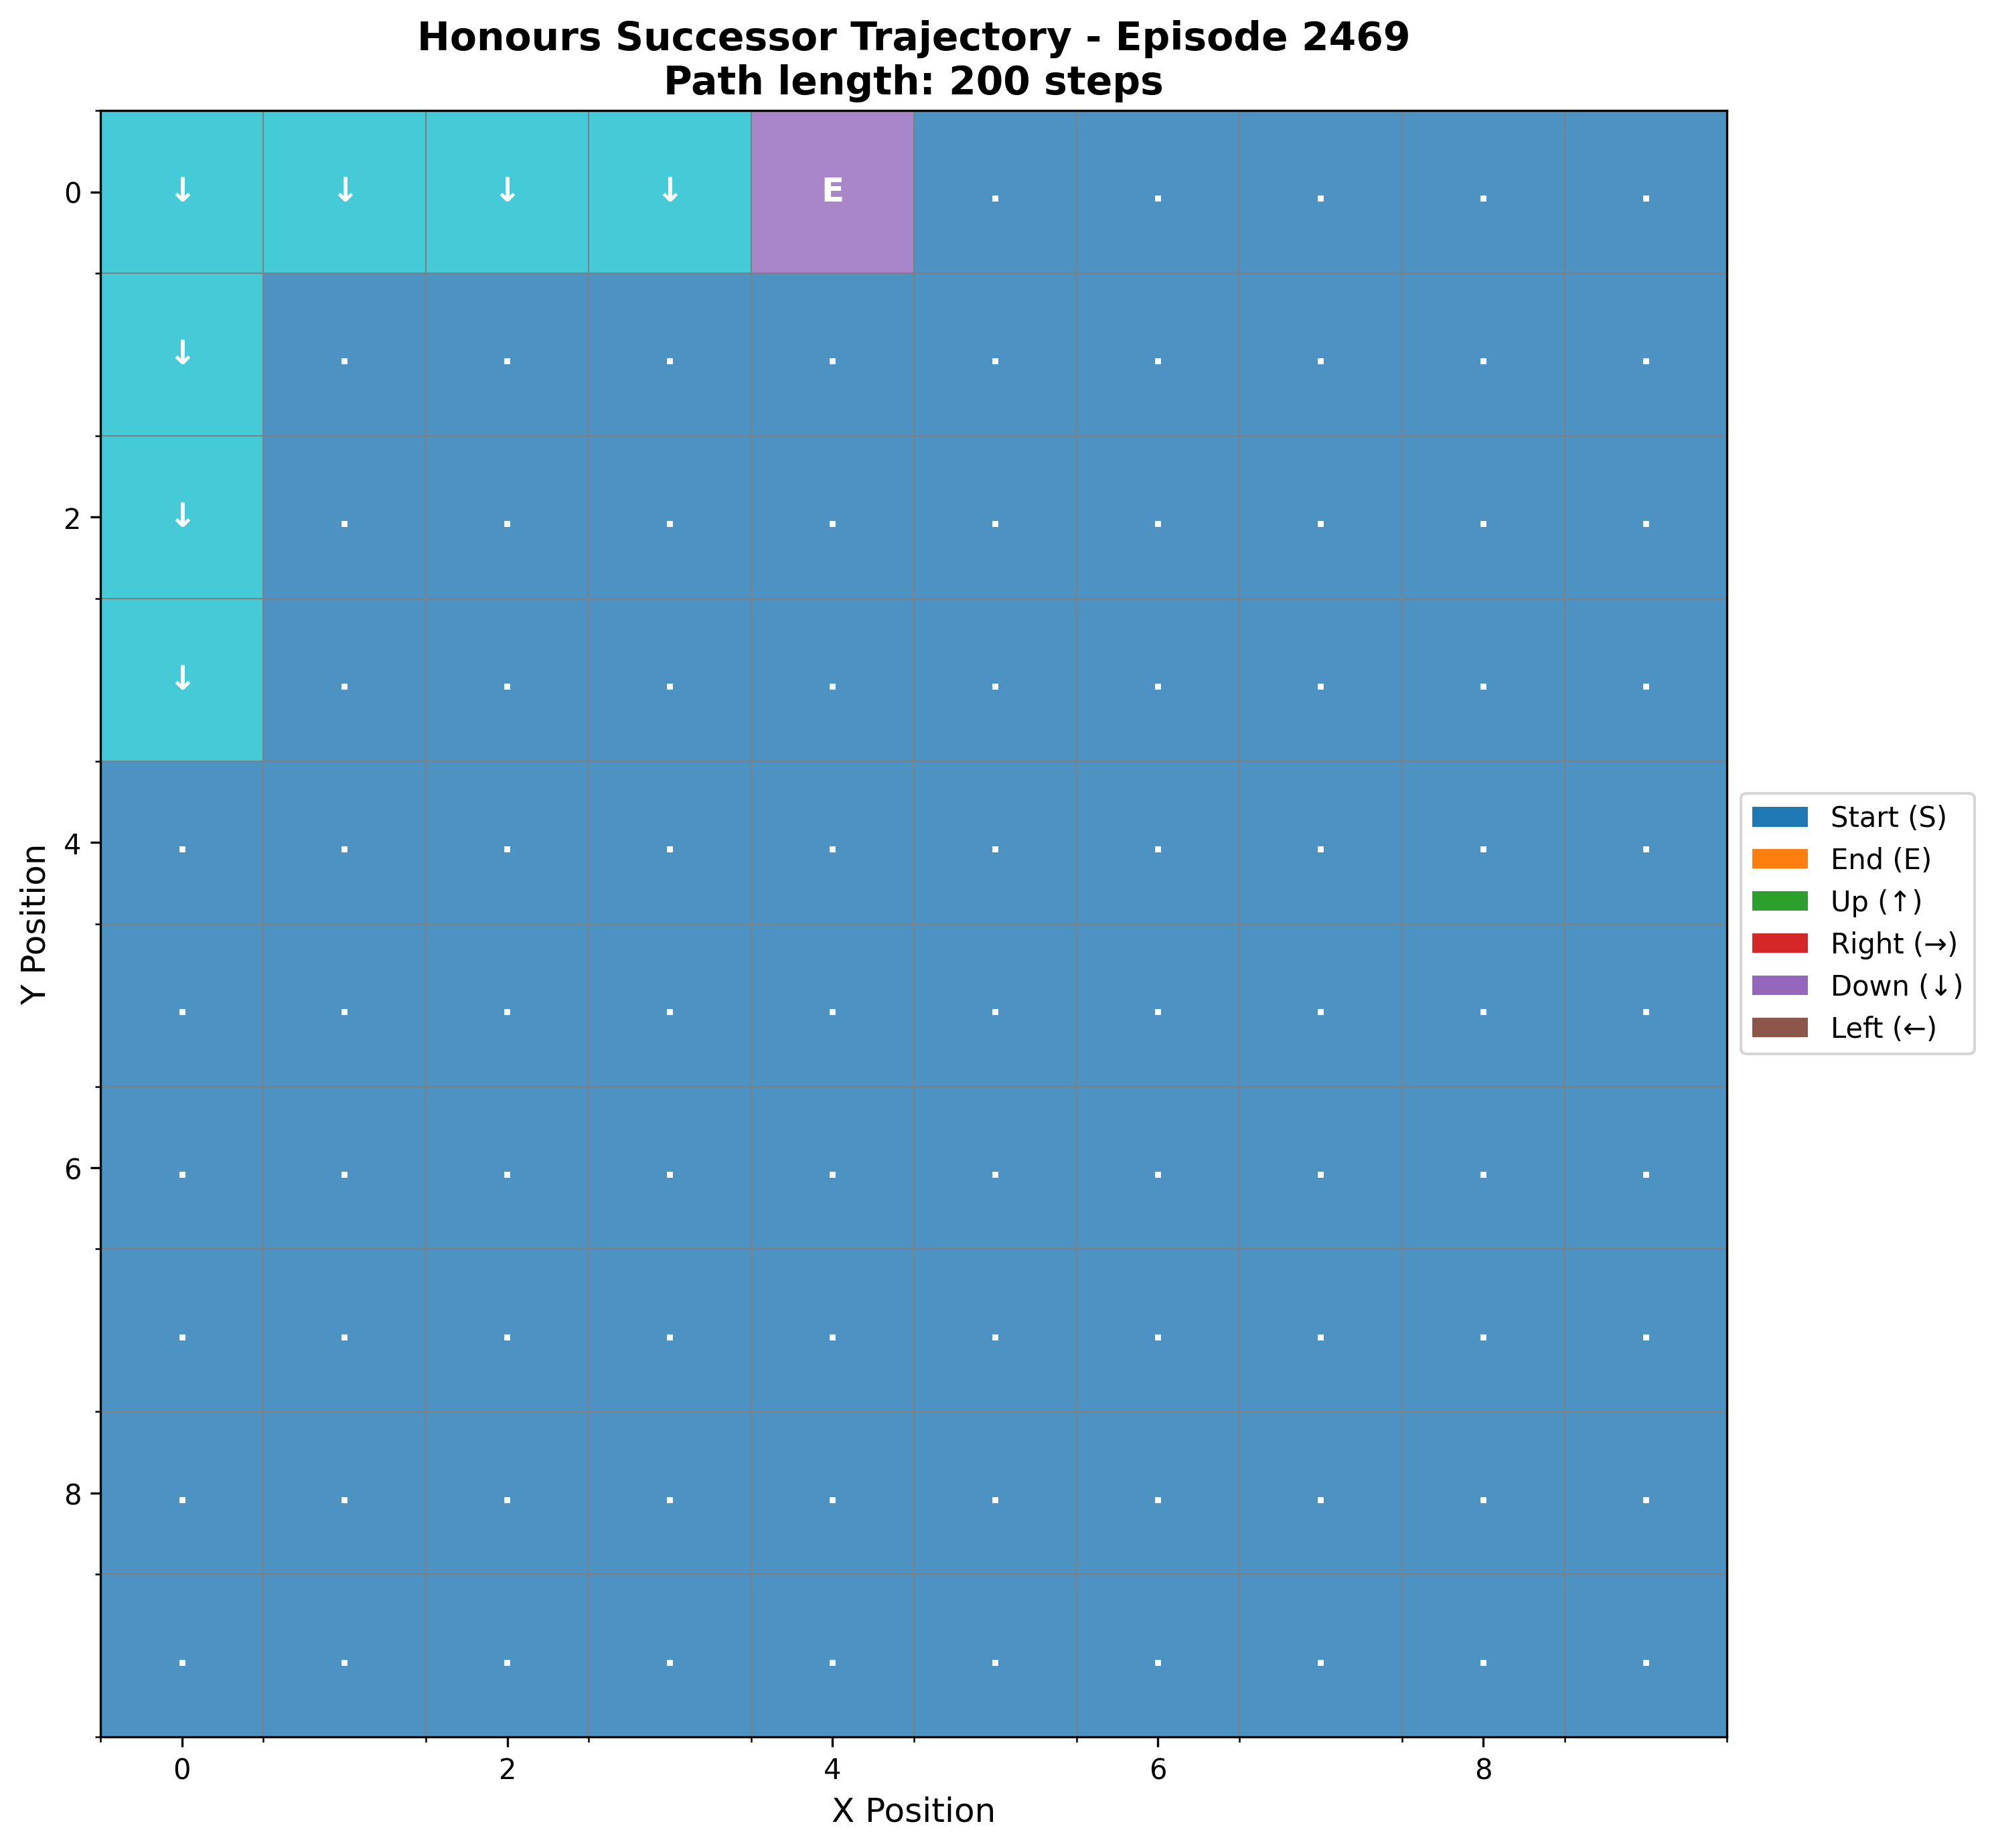 Honours Successor Trajectory - Episode 2469
Path length: 200 steps
0 ↓ ↓ ↓ ↓ E . . . . .
↓ . . . . . . . . .
2 ↓ . . . . . . . . .
↓ . . . . . . . . .
4 . . . . . . . . . .
. . . . . . . . . .
6 . . . . . . . . . .
. . . . . . . . . .
8 . . . . . . . . . .
. . . . . . . . . .
0 2 4 6 8
X Position
Y Position
Start (S)
End (E)
Up (↑)
Right (→)
Down (↓)
Left (←)